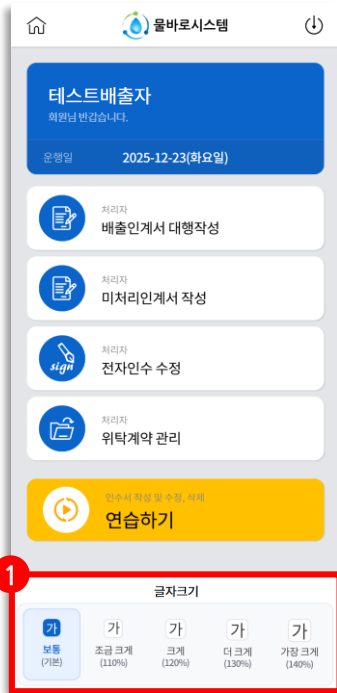 물바로시스템
테스트배출자
회원님 반갑습니다.
운행일 2025-12-23(화요일)
처리자
배출인계서 대행작성
처리자
미처리인계서 작성
sign
처리자
전자인수 수정
처리자
위탁계약 관리
인수서 작성 및 수정, 삭제
연습하기
1
글자크기
가 가 가 가 가
보통 조금 크게 크게 더 크게 가장 크게
(기본) (110%) (120%) (130%) (140%)